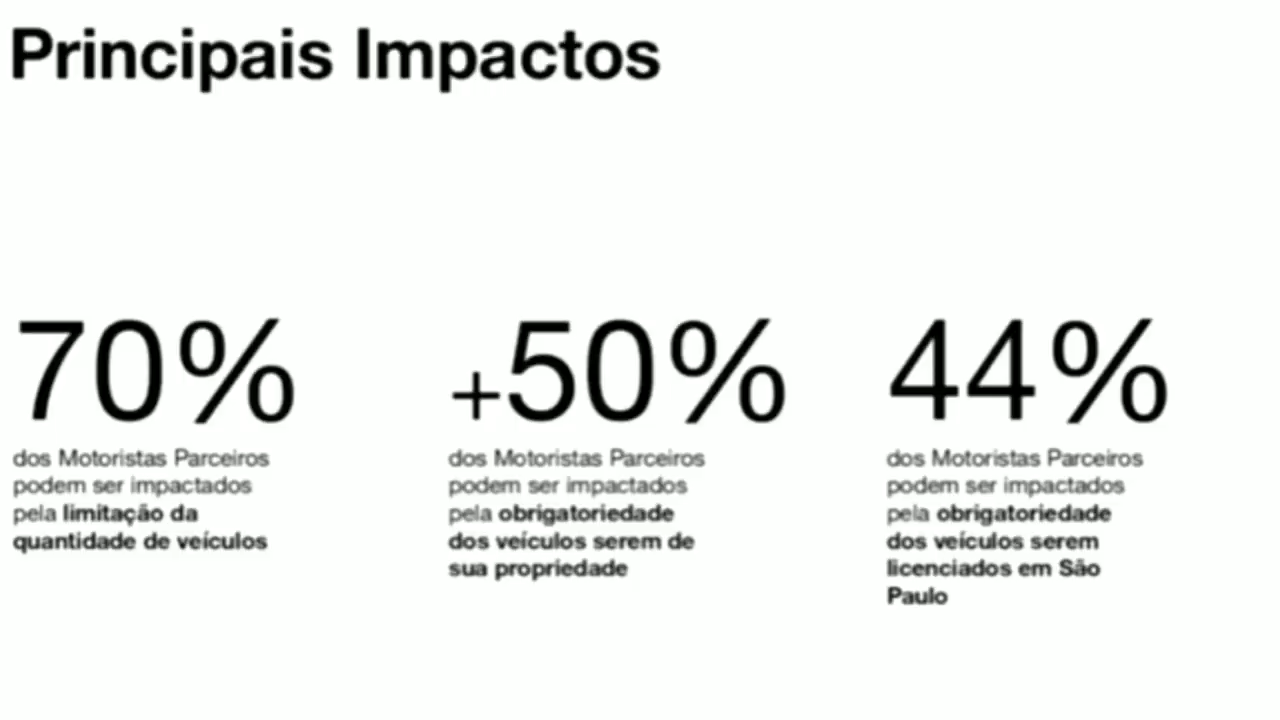 Principais Impactos
70%
dos Motoristas Parceiros
podem ser impactados
pela limitação da
quantidade de veículos
+50%
dos Motoristas Parceiros
podem ser impactados
pela obrigatoriedade
dos veículos serem de
sua propriedade
44%
dos Motoristas Parceiros
podem ser impactados
pela obrigatoriedade
dos veículos serem
licenciados em São
Paulo